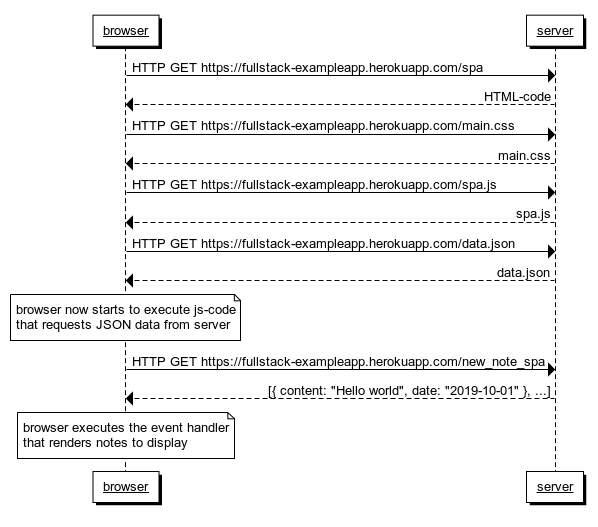 browser server
HTTP GET https://fullstack-exampleapp.herokuapp.com/spa
HTML-code
HTTP GET https://fullstack-exampleapp.herokuapp.com/main.css
main.css
HTTP GET https://fullstack-exampleapp.herokuapp.com/spa.js
spa.js
HTTP GET https://fullstack-exampleapp.herokuapp.com/data.json
data.json
browser now starts to execute js-code
that requests JSON data from server
HTTP GET https://fullstack-exampleapp.herokuapp.com/new_note_spa
[{ content: "Hello world", date: "2019-10-01" }, ...]
browser executes the event handler
that renders notes to display
browser server